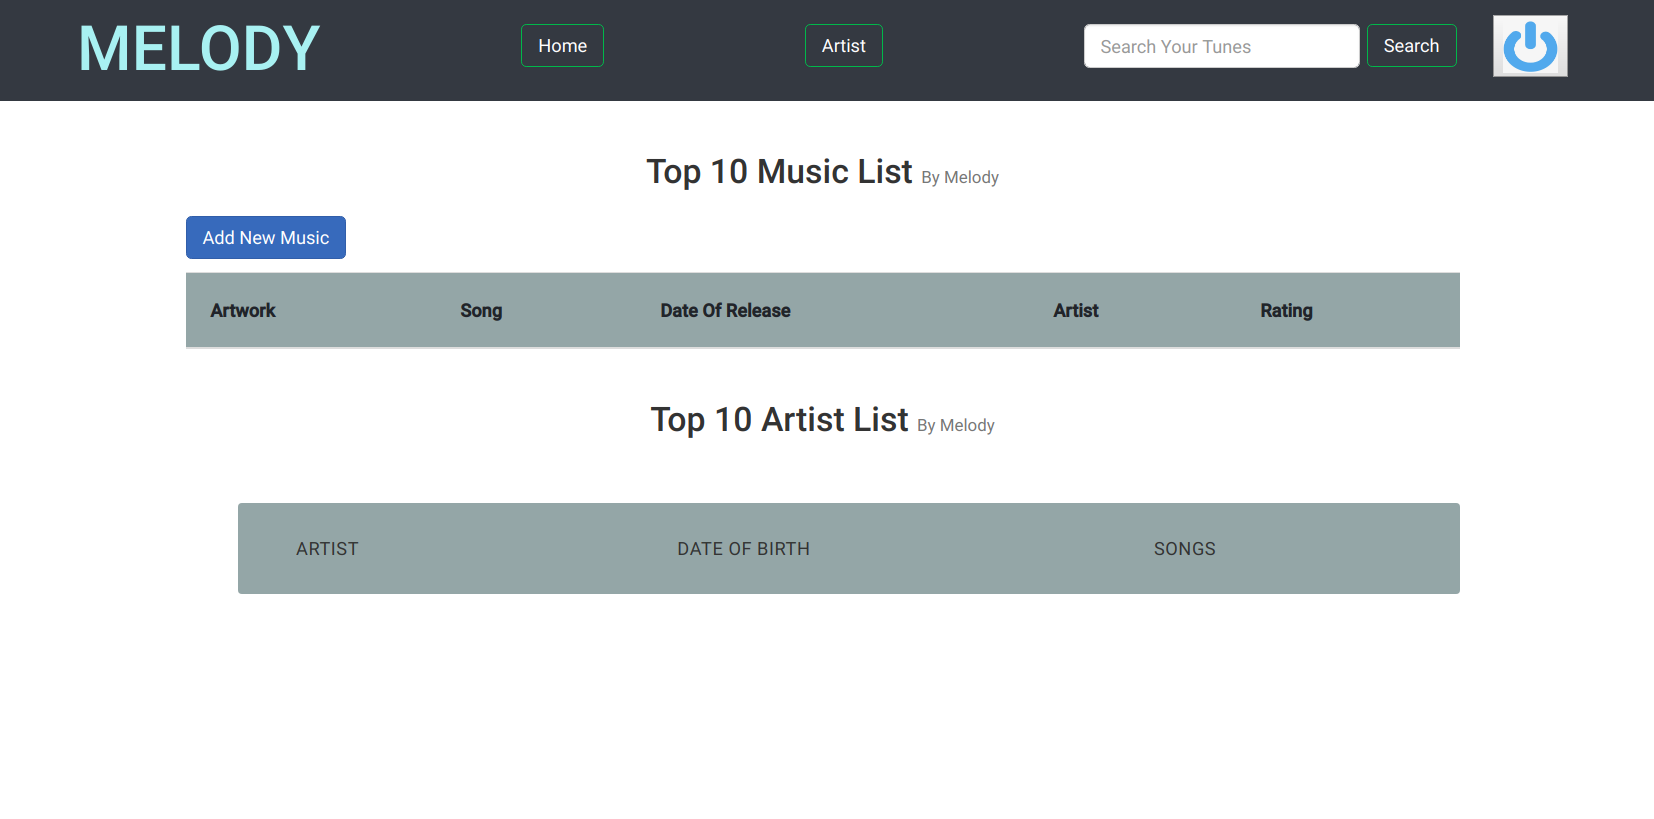 MELODY Home Artist Search Your Tunes Search
Top 10 Music List By Melody
Add New Music
Artwork Song Date Of Release Artist Rating
Top 10 Artist List By Melody
ARTIST DATE OF BIRTH SONGS